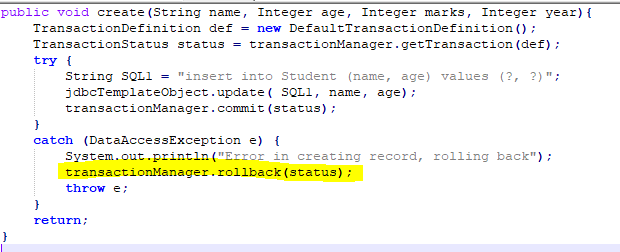 public void create(String name, Integer age, Integer marks, Integer year){
TransactionDefinition def = new DefaultTransactionDefinition();
TransactionStatus status = transactionManager.getTransaction(def);
try {
String SQL1 = "insert into Student (name, age) values (?, ?)";
jdbcTemplateObject.update( SQL1, name, age);
transactionManager.commit(status);
}
catch (DataAccessException e) {
System.out.println("Error in creating record, rolling back");
transactionManager.rollback(status);
throw e;
}
return;
}